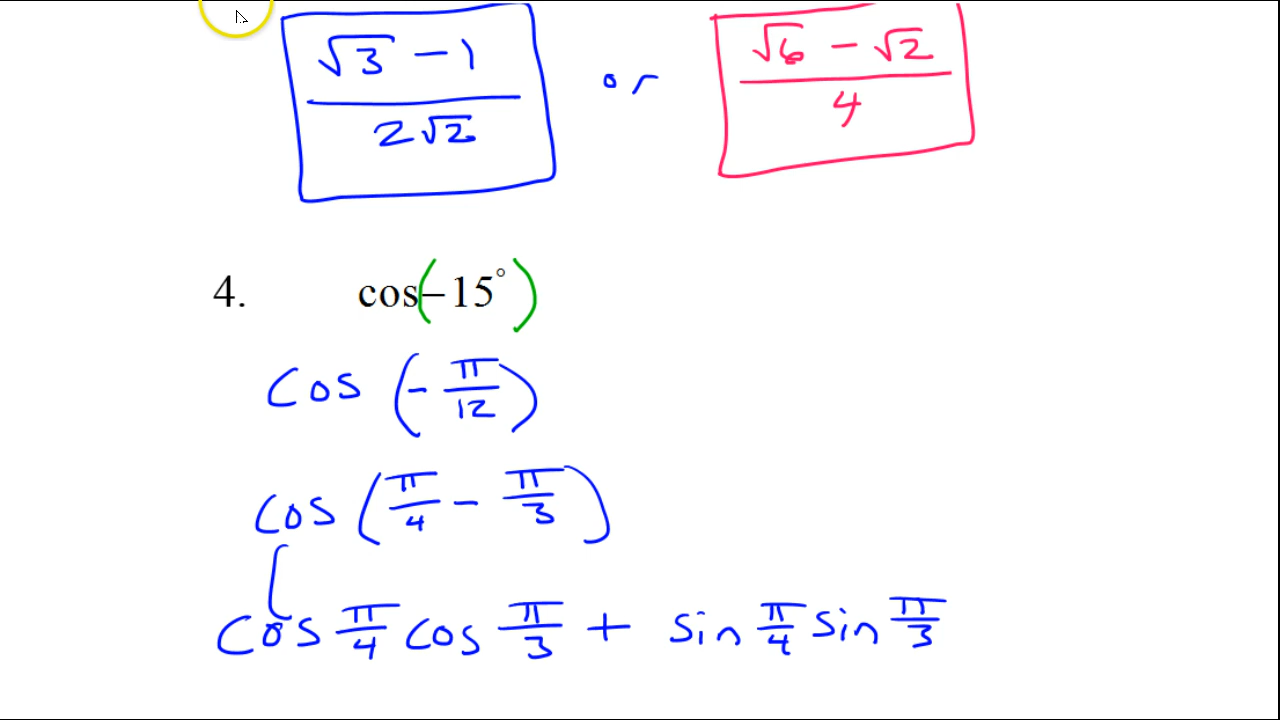 √3 − 1 / 2√2 or √6 − √2 / 4
4. cos(−15°)
cos (−π/12)
cos (π/4 − π/3)
cos π/4 cos π/3 + sin π/4 sin π/3